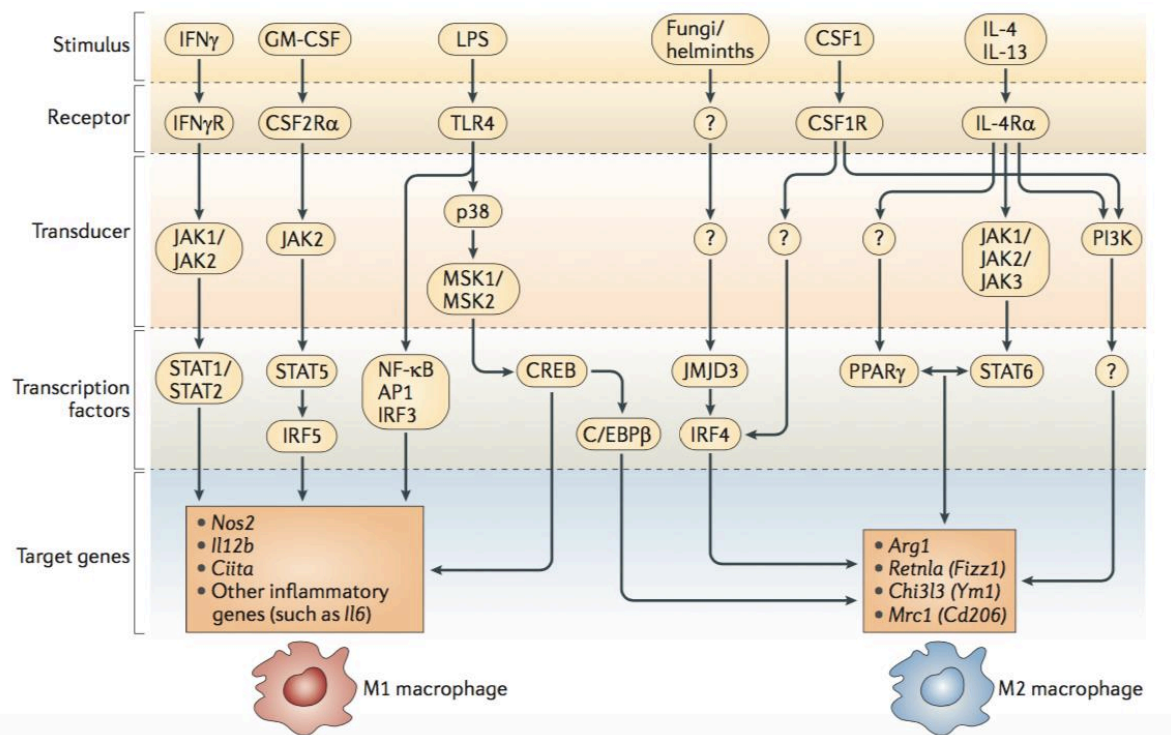 Stimulus
IFNγ
GM-CSF
LPS
Fungi/
helminths
CSF1
IL-4
IL-13
Receptor
IFNγR
CSF2Rα
TLR4
?
CSF1R
IL-4Rα
Transducer
JAK1/
JAK2
JAK2
p38
MSK1/
MSK2
?
?
?
JAK1/
JAK2/
JAK3
PI3K
Transcription
factors
STAT1/
STAT2
STAT5
IRF5
NF-κB
AP1
IRF3
CREB
C/EBPβ
JMJD3
IRF4
PPARγ
STAT6
?
Target genes
• Nos2
• Il12b
• Ciita
• Other inflammatory
genes (such as Il6)
• Arg1
• Retnla (Fizz1)
• Chi3l3 (Ym1)
• Mrc1 (Cd206)
M1 macrophage
M2 macrophage